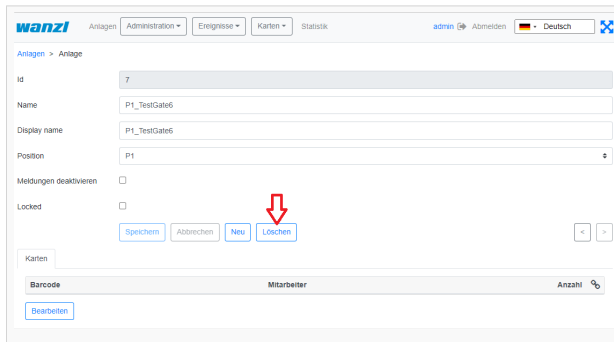 wanzl Anlagen Administration Ereignisse Karten Statistik admin Abmelden Deutsch
Anlagen > Anlage
Id 7
Name P1_TestGate6
Display name P1_TestGate6
Position P1
Meldungen deaktivieren
Locked
Speichern Abbrechen Neu Löschen < >
Karten
Barcode Mitarbeiter Anzahl
Bearbeiten